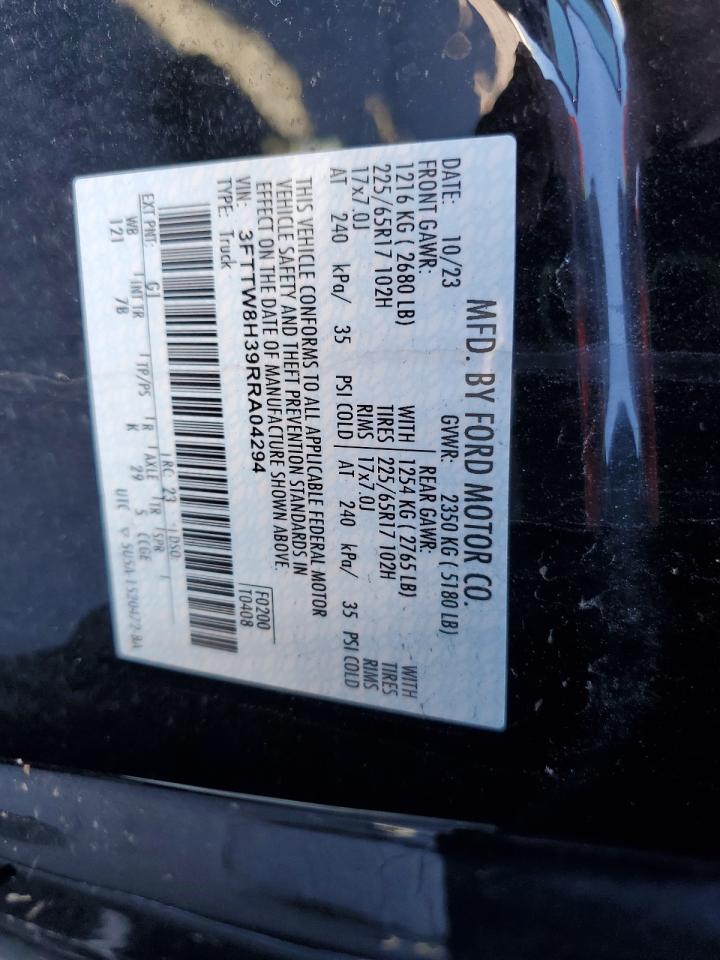 MFD. BY FORD MOTOR CO.
DATE: 10/23 GVWR: 2350 KG ( 5180 LB)
FRONT GAWR: REAR GAWR:
1216 KG ( 2680 LB) WITH 1254 KG ( 2765 LB) WITH
225/65R17 102H TIRES 225/65R17 102H TIRES
17x7.0J RIMS 17x7.0J RIMS
AT 240 kPa/ 35 PSI COLD AT 240 kPa/ 35 PSI COLD
THIS VEHICLE CONFORMS TO ALL APPLICABLE FEDERAL MOTOR
VEHICLE SAFETY AND THEFT PREVENTION STANDARDS IN
EFFECT ON THE DATE OF MANUFACTURE SHOWN ABOVE.
VIN: 3FTTW8H39RRA04294 F0200
TYPE: Truck T0408
EXT PNT: G1 RC: 23 DSO:
WB INT TR TP/PS R AXLE TR SPR
121 7B K 29 5 CCGE
UTC